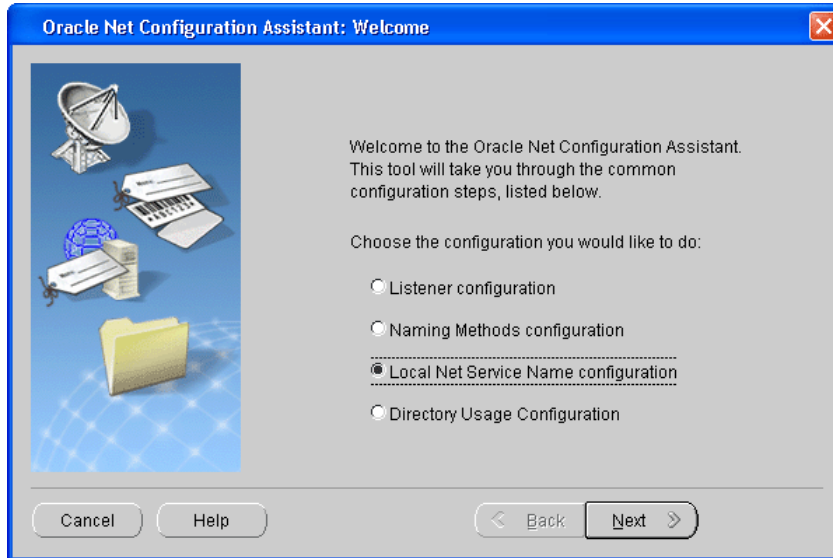 Oracle Net Configuration Assistant: Welcome
Welcome to the Oracle Net Configuration Assistant.
This tool will take you through the common
configuration steps, listed below.
Choose the configuration you would like to do:
Listener configuration
Naming Methods configuration
Local Net Service Name configuration
Directory Usage Configuration
Cancel
Help
Back
Next